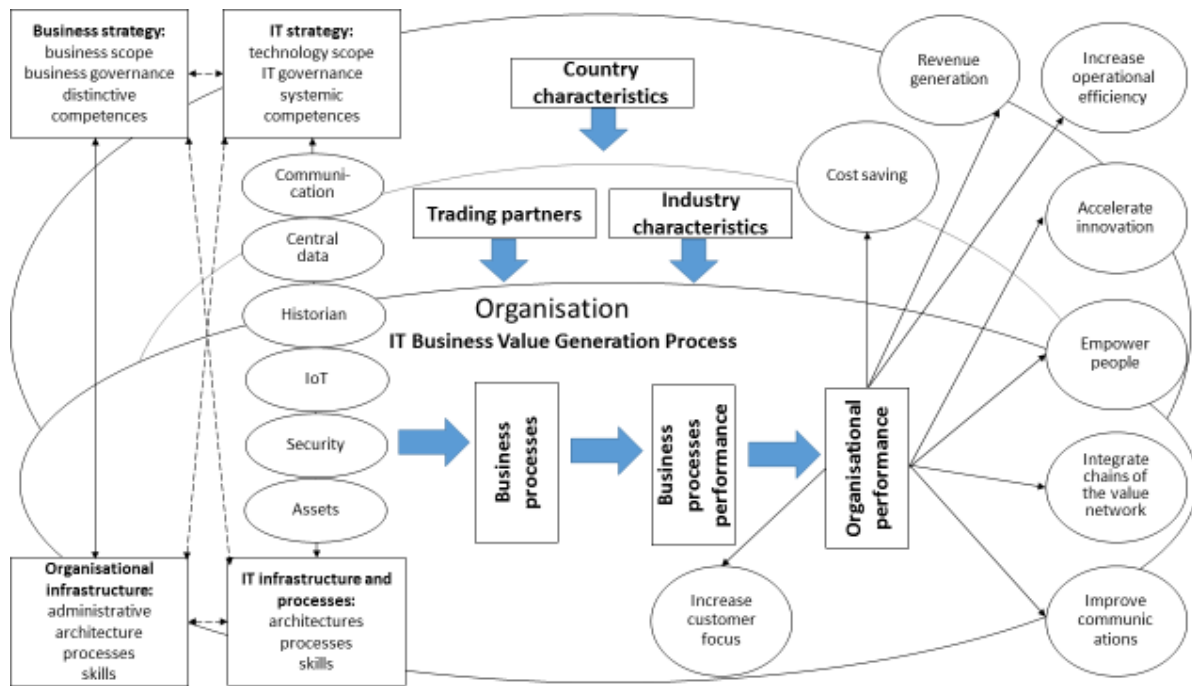 Business strategy:
business scope
business governance
distinctive
competences
IT strategy:
technology scope
IT governance
systemic
competences
Country
characteristics
Revenue
generation
Increase
operational
efficiency
Communi-
cation
Trading partners
Industry
characteristics
Cost saving
Accelerate
innovation
Central
data
Historian
Organisation
IT Business Value Generation Process
Empower
people
IoT
Security
Assets
Business
processes
Business
processes
performance
Organisational
performance
Integrate
chains of
the value
network
Organisational
infrastructure:
administrative
architecture
processes
skills
IT infrastructure and
processes:
architectures
processes
skills
Increase
customer
focus
Improve
communic
ations